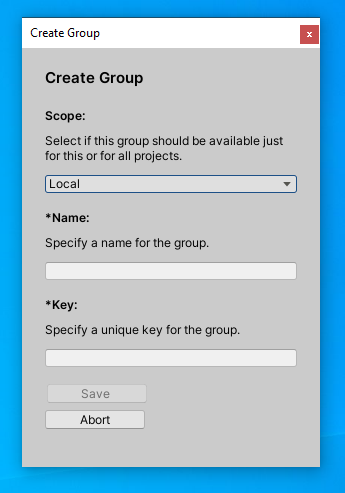 Create Group
x
Create Group
Scope:
Select if this group should be available just
for this or for all projects.
Local
*Name:
Specify a name for the group.
*Key:
Specify a unique key for the group.
Save
Abort